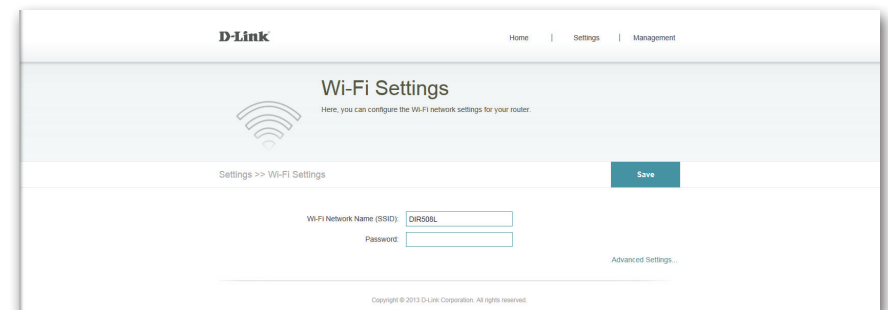 D-Link
Home | Settings | Management
Wi-Fi Settings
Here, you can configure the Wi-Fi network settings for your router.
Settings >> Wi-Fi Settings
Save
Wi-Fi Network Name (SSID): DIR508L
Password:
Advanced Settings...
Copyright © 2013 D-Link Corporation. All rights reserved.